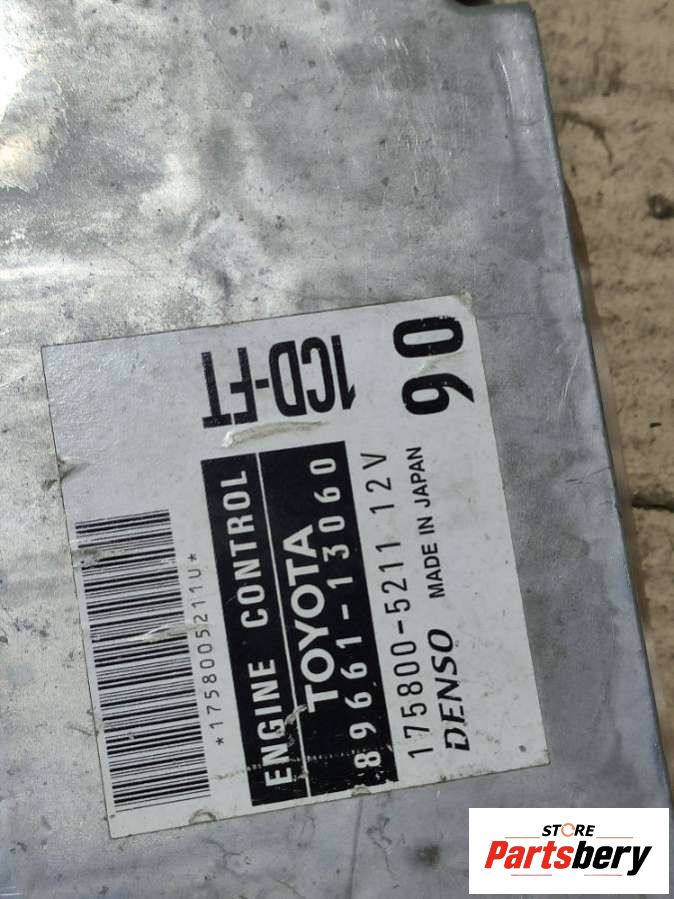 1CD-FT
90
ENGINE CONTROL
TOYOTA
89661-13060
175800-5211 12V
DENSO MADE IN JAPAN
*1758005211U*
STORE
Partsbery